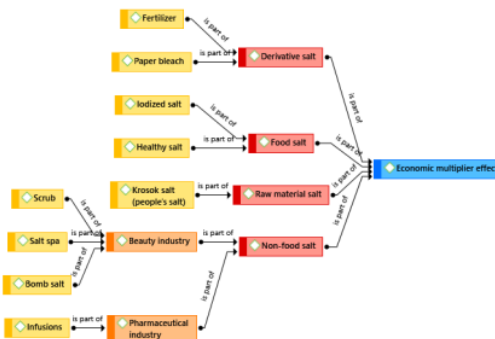 Fertilizer
is part of
Paper bleach
is part of
Derivative salt
is part of
Iodized salt
is part of
Healthy salt
is part of
Food salt
is part of
Economic multiplier effec
Krosok salt
(people's salt)
is part of
Raw material salt
is part of
Scrub
is part of
Salt spa
is part of
Beauty industry
is part of
Non-food salt
is part of
Bomb salt
is part of
Infusions
is part of
Pharmaceutical
industry
is part of